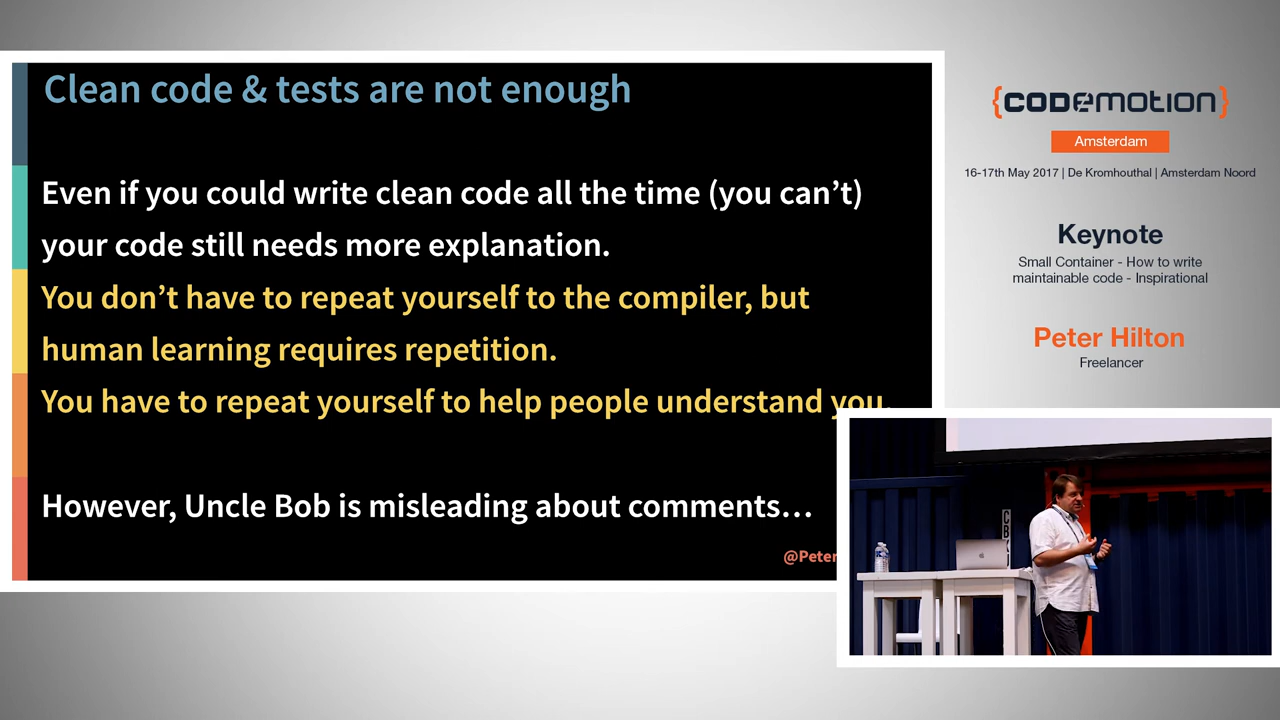 Clean code & tests are not enough
Even if you could write clean code all the time (you can’t)
your code still needs more explanation.
You don’t have to repeat yourself to the compiler, but
human learning requires repetition.
You have to repeat yourself to help people understand you.
However, Uncle Bob is misleading about comments…
@Peter
{CODEMOTION}
Amsterdam
16-17th May 2017 | De Kromhouthal | Amsterdam Noord
Keynote
Small Container - How to write
maintainable code - Inspirational
Peter Hilton
Freelancer